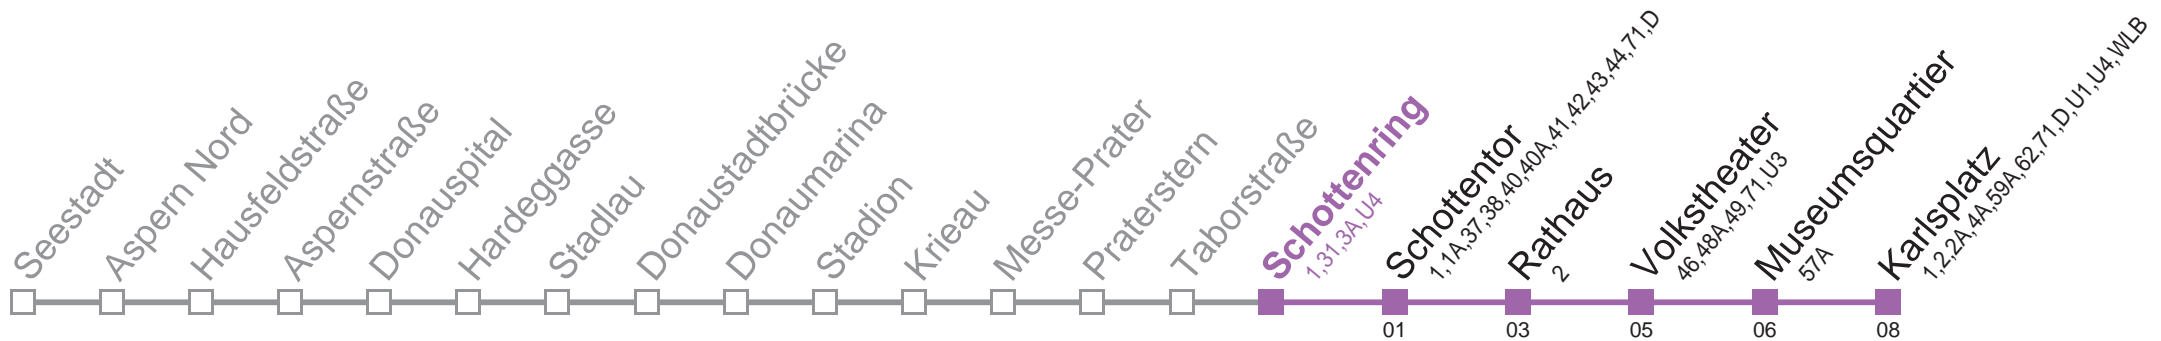 Seestadt
Aspern Nord
Hausfeldstraße
Aspernstraße
Donauspital
Hardeggasse
Stadlau
Donaustadtbrücke
Donaumarina
Stadion
Krieau
Messe-Prater
Praterstern
Taborstraße
Schottenring
1,31,3A,U4
Schottentor
1,1A,37,38,40,40A,41,42,43,44,71,D
01
Rathaus
2
03
Volkstheater
46,48A,49,71,U3
05
Museumsquartier
57A
06
Karlsplatz
1,2,2A,4A,59A,62,71,D,U1,U4,WLB
08